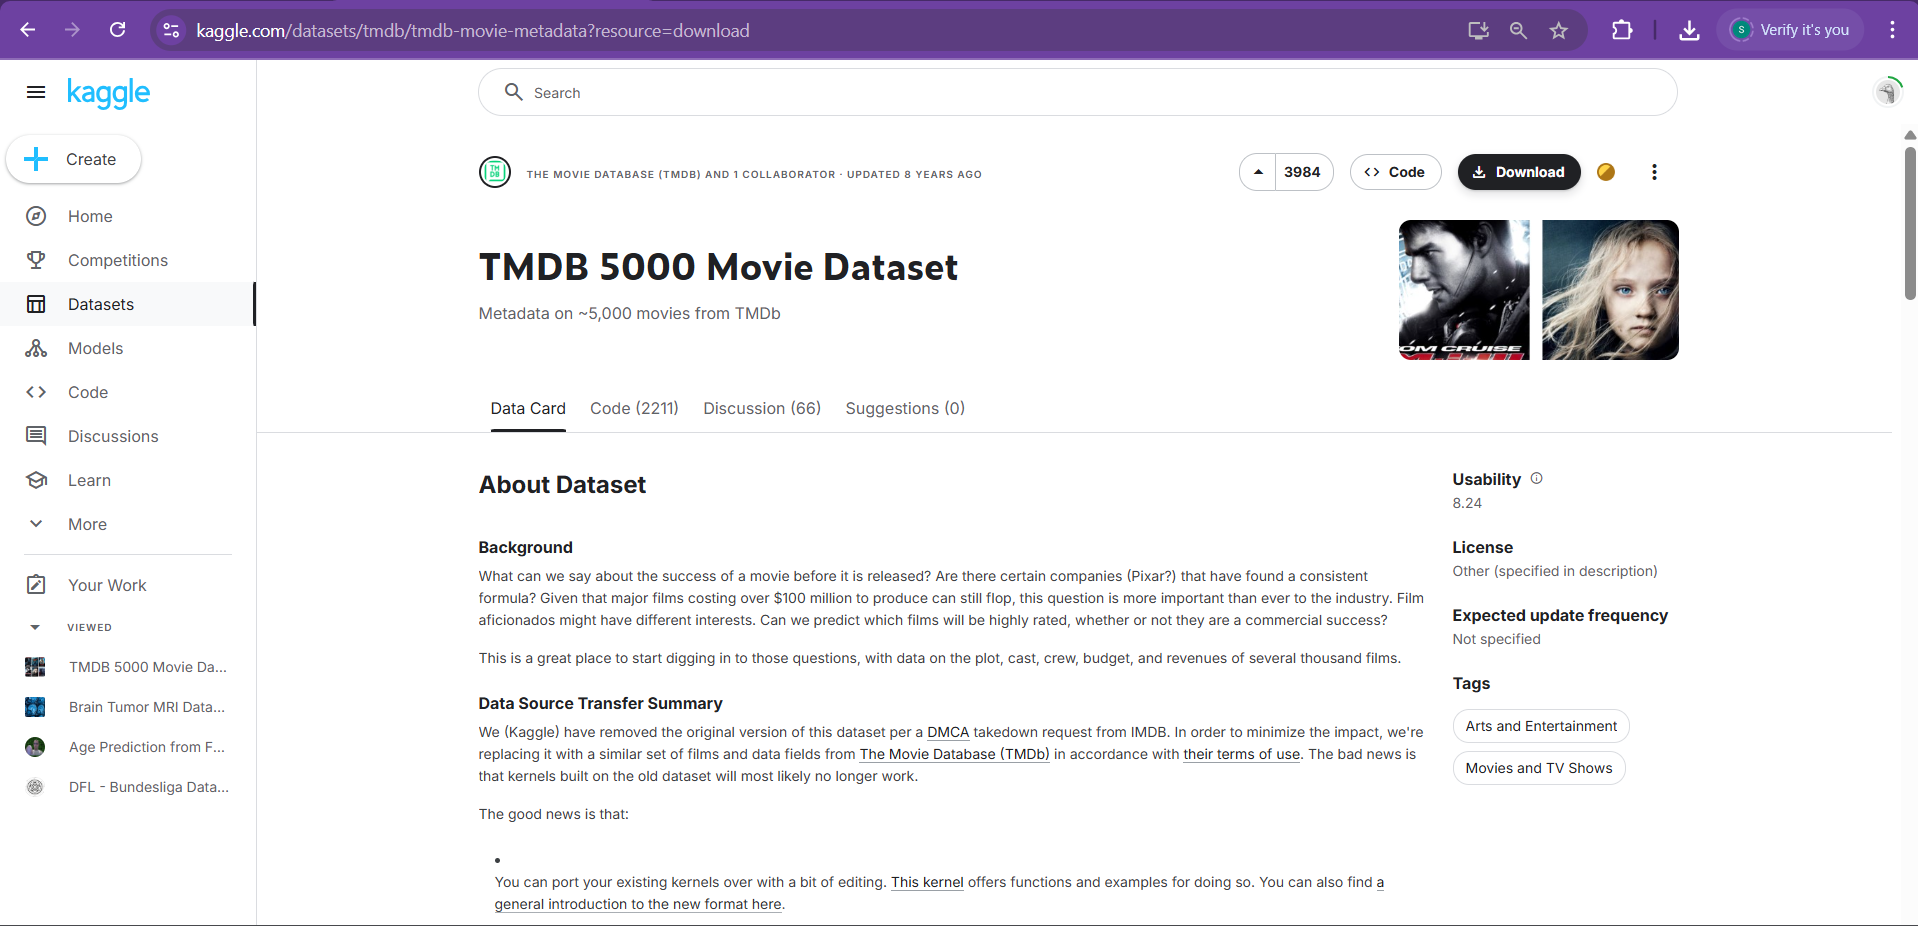 kaggle.com/datasets/tmdb/tmdb-movie-metadata?resource=download
S
Verify it's you
kaggle
Search
Create
Home
Competitions
Datasets
Models
Code
Discussions
Learn
More
Your Work
VIEWED
TMDB 5000 Movie Da...
Brain Tumor MRI Data...
Age Prediction from F...
DFL - Bundesliga Data...
TM
DB
THE MOVIE DATABASE (TMDB) AND 1 COLLABORATOR · UPDATED 8 YEARS AGO
3984
Code
Download
TMDB 5000 Movie Dataset
Metadata on ~5,000 movies from TMDb
OM CRUISE
Data Card
Code (2211)
Discussion (66)
Suggestions (0)
About Dataset
Background
What can we say about the success of a movie before it is released? Are there certain companies (Pixar?) that have found a consistent
formula? Given that major films costing over $100 million to produce can still flop, this question is more important than ever to the industry. Film
aficionados might have different interests. Can we predict which films will be highly rated, whether or not they are a commercial success?
This is a great place to start digging in to those questions, with data on the plot, cast, crew, budget, and revenues of several thousand films.
Data Source Transfer Summary
We (Kaggle) have removed the original version of this dataset per a DMCA takedown request from IMDB. In order to minimize the impact, we're
replacing it with a similar set of films and data fields from The Movie Database (TMDb) in accordance with their terms of use. The bad news is
that kernels built on the old dataset will most likely no longer work.
The good news is that:
•
You can port your existing kernels over with a bit of editing. This kernel offers functions and examples for doing so. You can also find a
general introduction to the new format here.
Usability
8.24
License
Other (specified in description)
Expected update frequency
Not specified
Tags
Arts and Entertainment
Movies and TV Shows